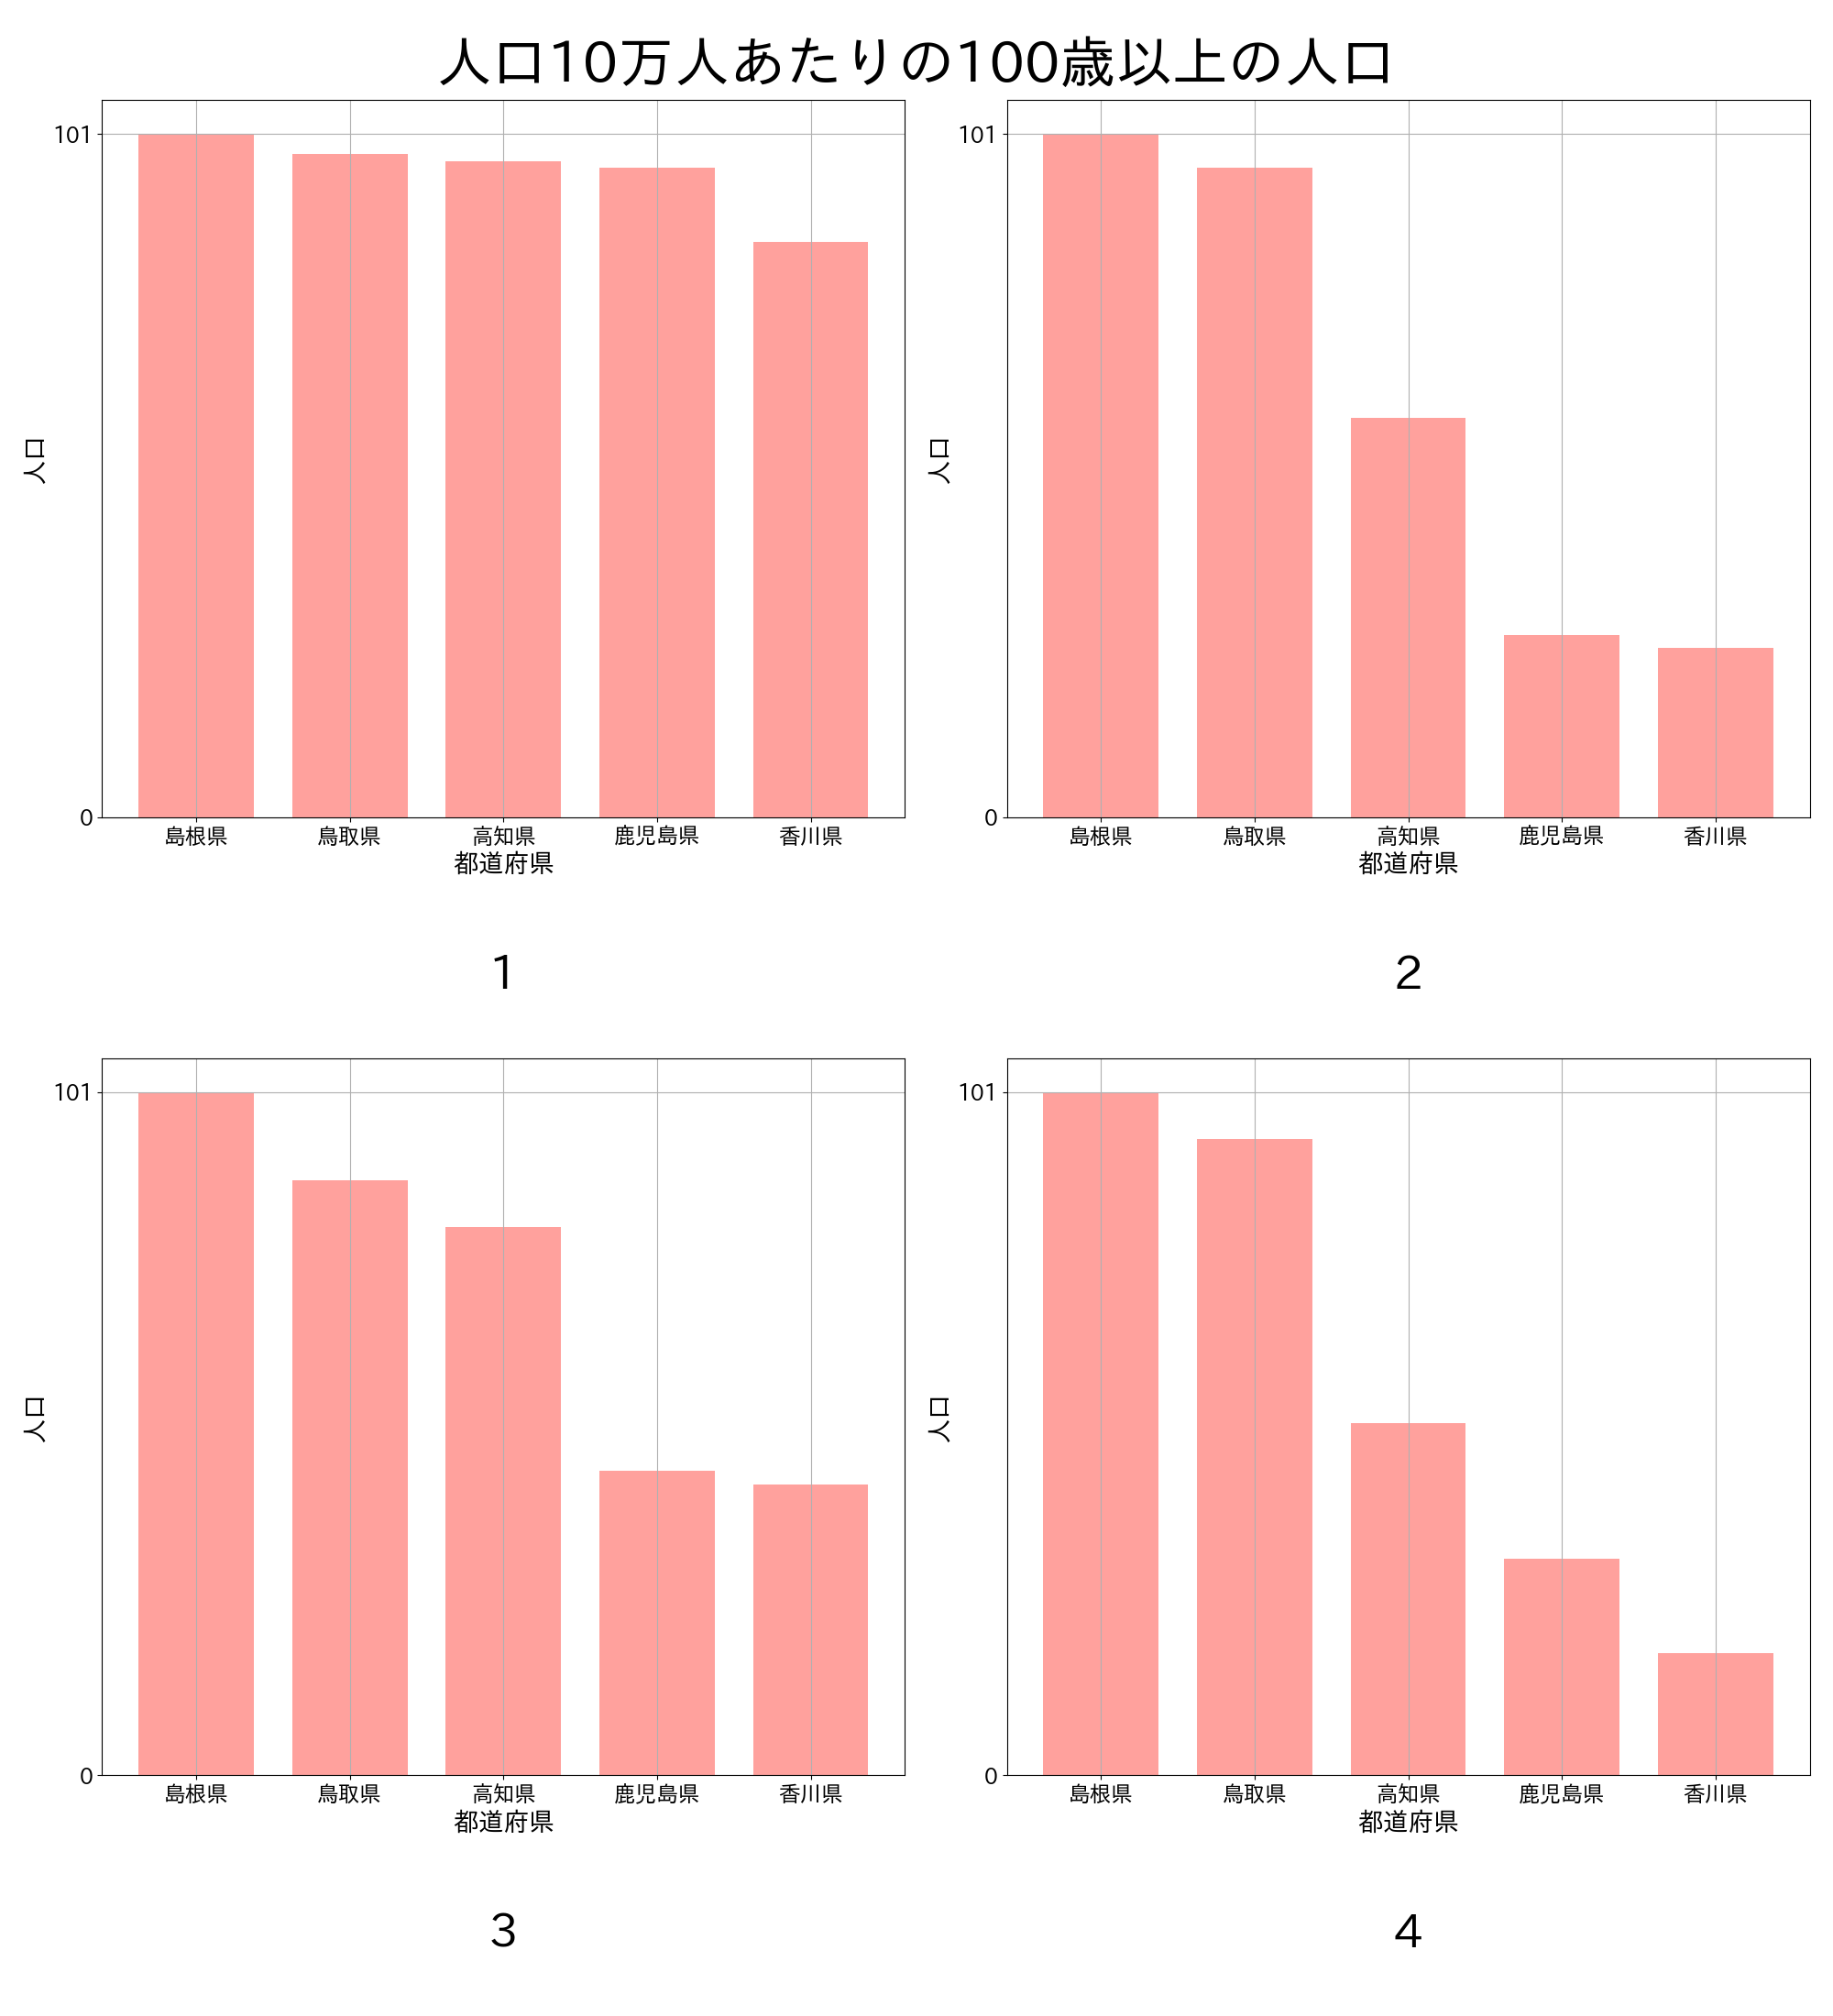 人口10万人あたりの100歳以上の人口
101
0
人口
島根県 鳥取県 高知県 鹿児島県 香川県
都道府県
1
101
0
人口
島根県 鳥取県 高知県 鹿児島県 香川県
都道府県
2
101
0
人口
島根県 鳥取県 高知県 鹿児島県 香川県
都道府県
3
101
0
人口
島根県 鳥取県 高知県 鹿児島県 香川県
都道府県
4